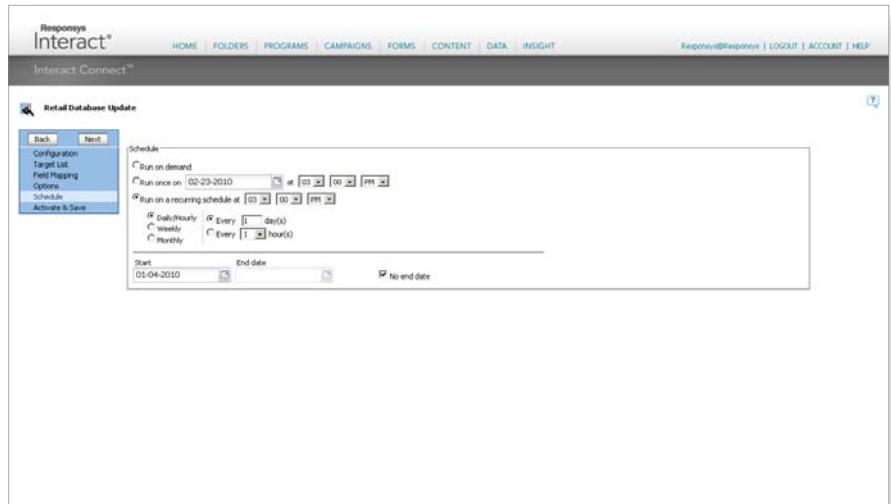 Responsys
Interact®
HOME | FOLDERS | PROGRAMS | CAMPAIGNS | FORMS | CONTENT | DATA | INSIGHT
Responsys@Responsys | LOGOUT | ACCOUNT | HELP
Interact Connect™
Retail Database Update
?
Back Next
Configuration
Target List
Field Mapping
Options
Schedule
Activate & Save
Schedule
Run on demand
Run once on 02-23-2010 at 03 00 PM
Run on a recurring schedule at 03 00 PM
Daily/Hourly
Weekly
Monthly
Every 1 day(s)
Every 1 hour(s)
Start End date
01-04-2010 No end date